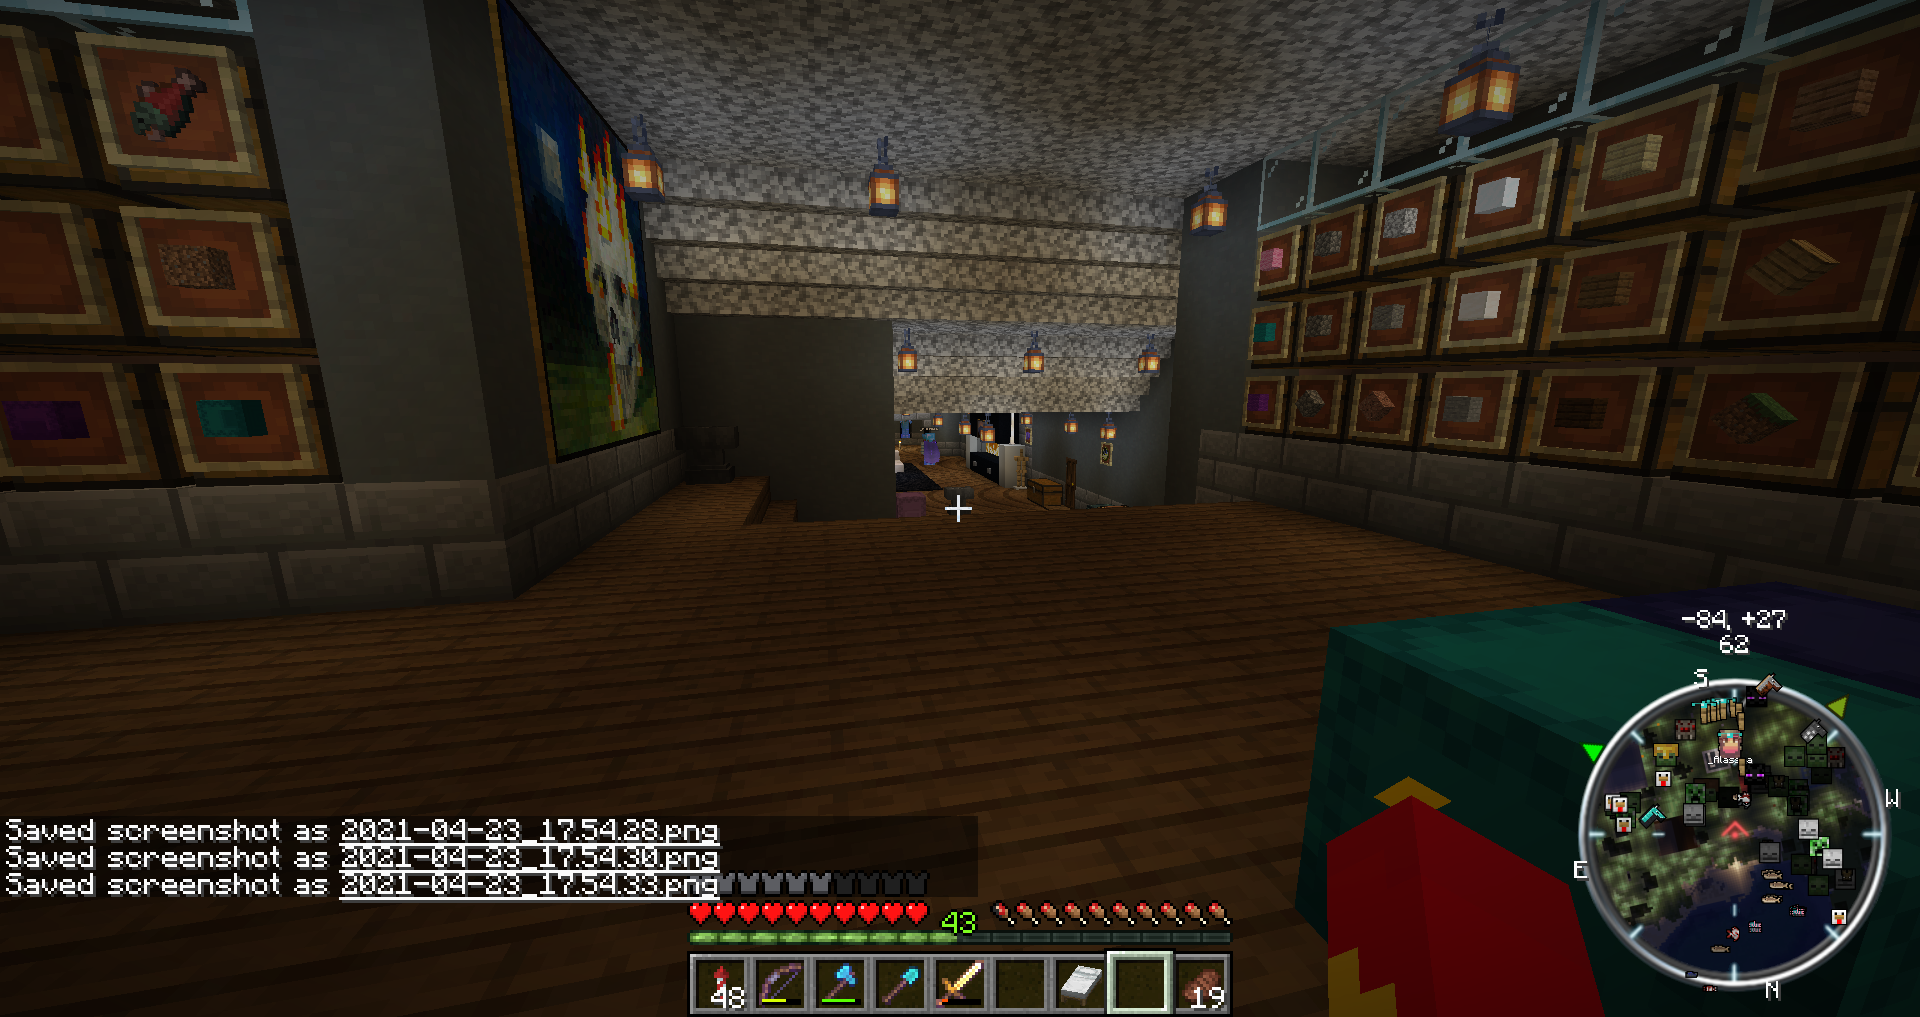 -84, +27
62
S
_Alas a
W
E
N
Saved screenshot as 2021-04-23_17.54.28.png
Saved screenshot as 2021-04-23_17.54.30.png
Saved screenshot as 2021-04-23_17.54.33.png
43
48
19